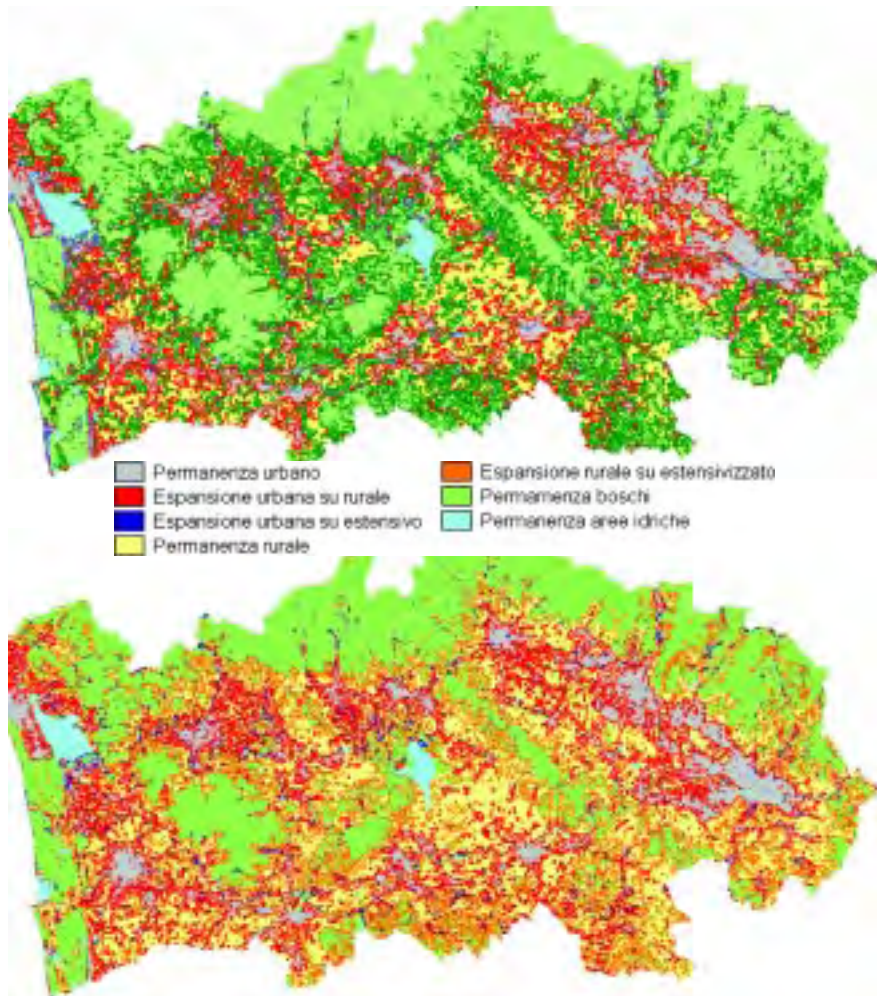 Permanenza urbano
Espansione urbana su rurale
Espansione urbana su estensivo
Permanenza rurale
Espansione rurale su estensivizzato
Permamenza boschi
Permanenza aree idriche